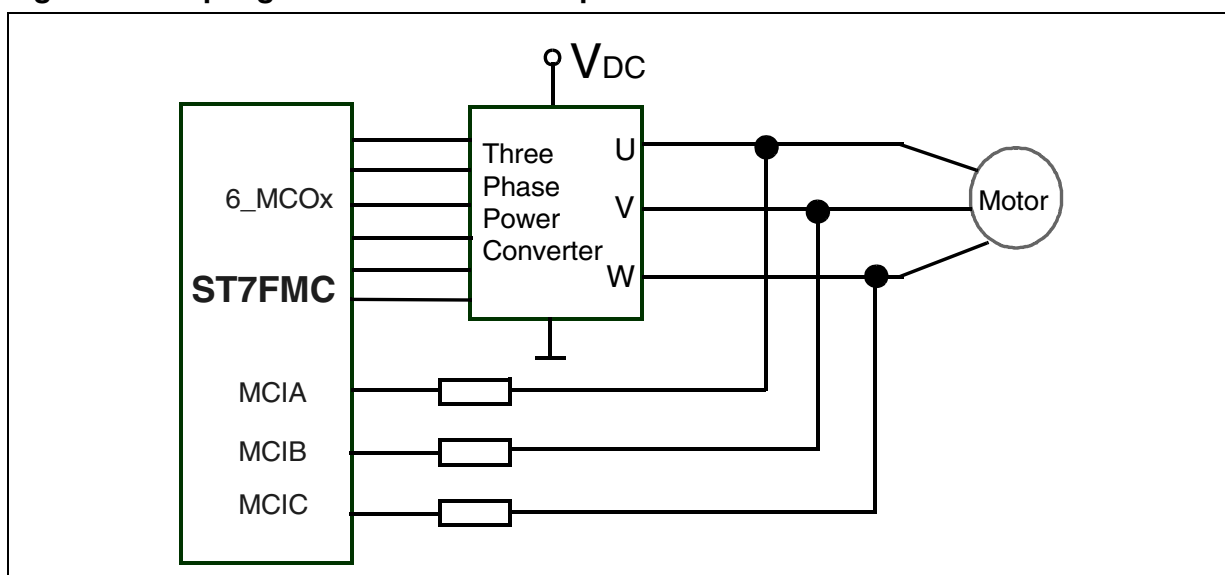 VDC
Three
Phase
Power
Converter
U
V
W
Motor
6_MCOx
ST7FMC
MCIA
MCIB
MCIC